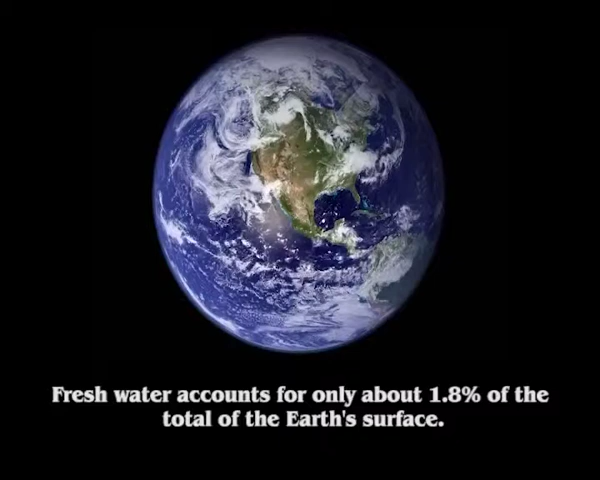 Fresh water accounts for only about 1.8% of the
total of the Earth's surface.